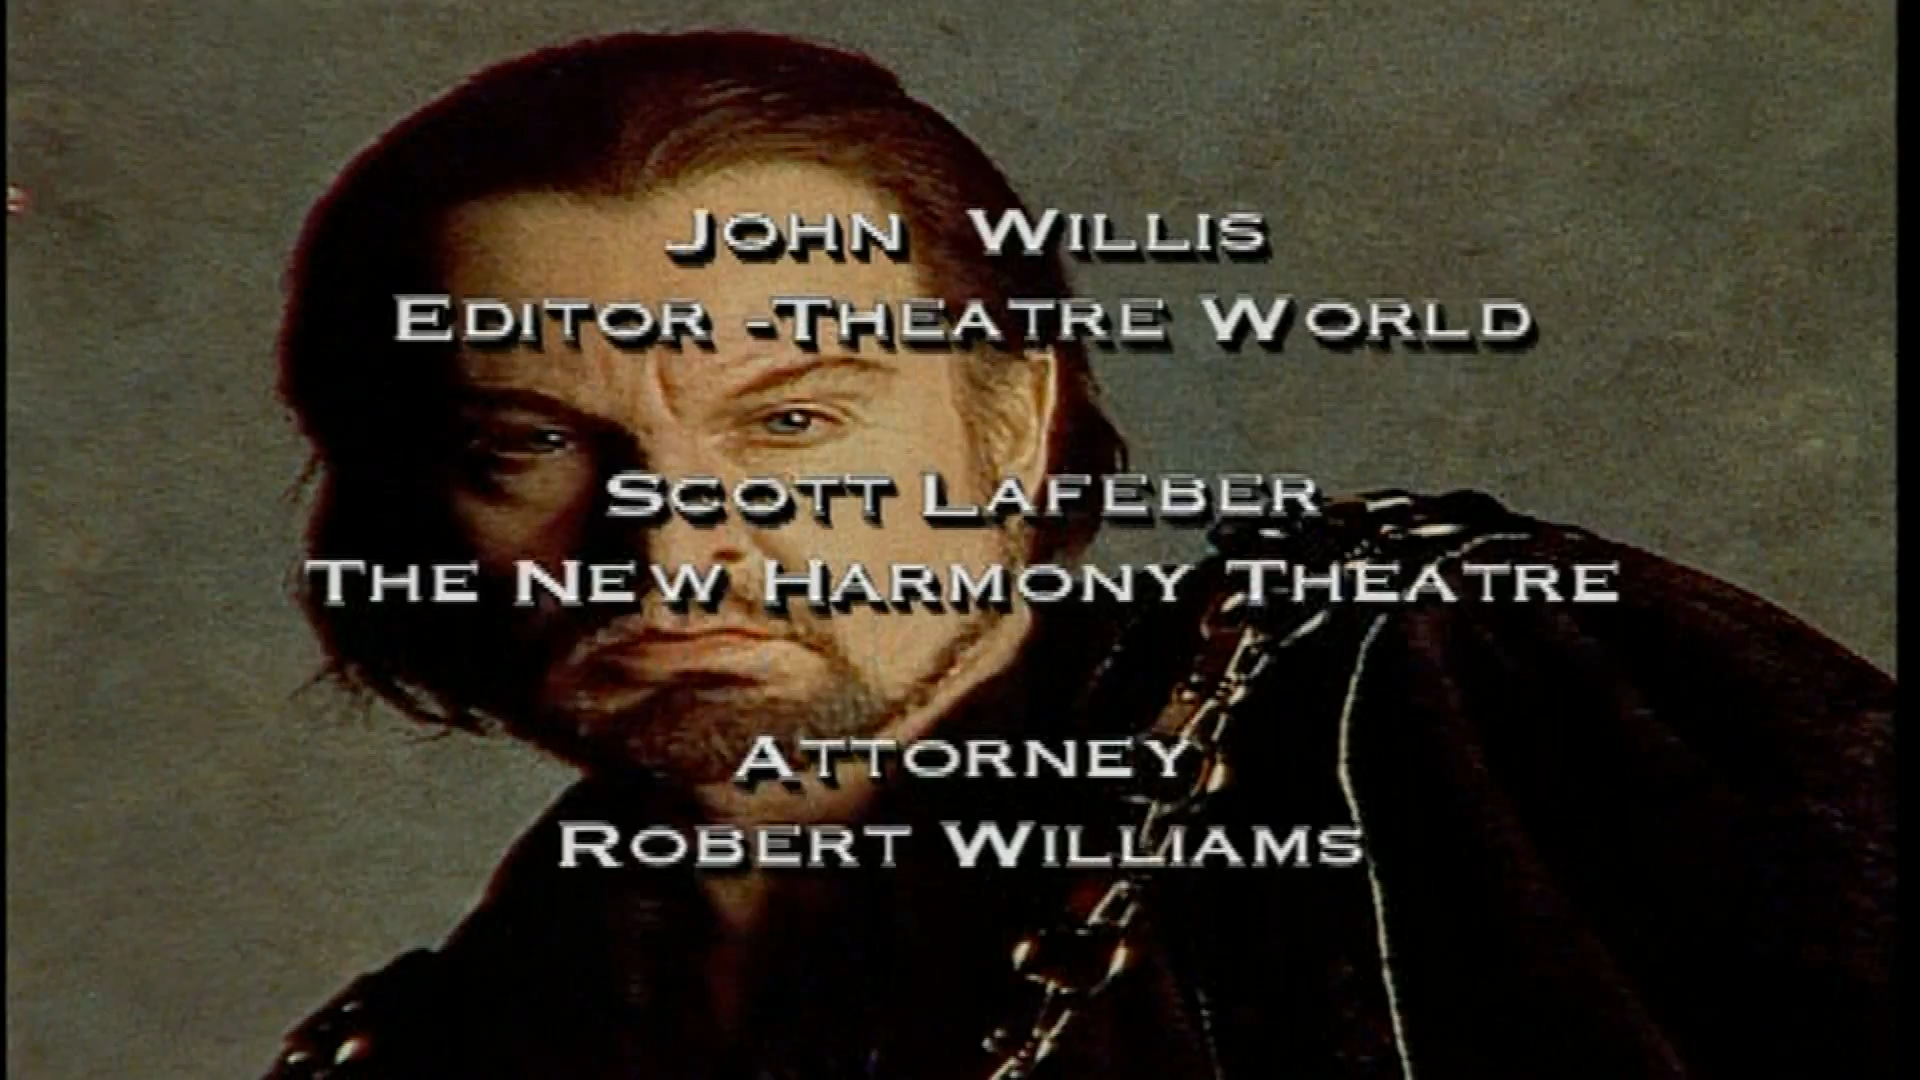 JOHN WILLIS
EDITOR -THEATRE WORLD
SCOTT LAFEBER
THE NEW HARMONY THEATRE
ATTORNEY
ROBERT WILLIAMS